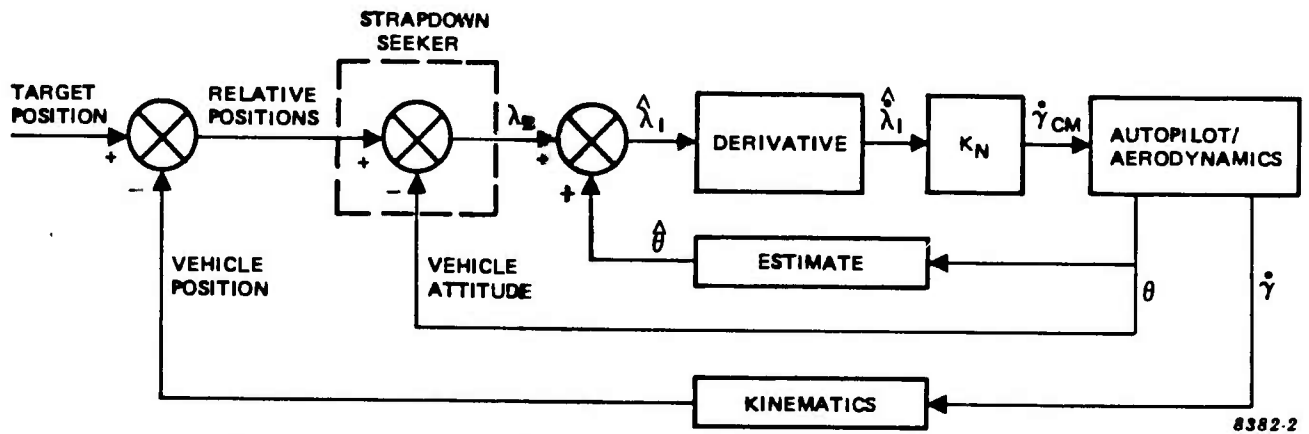 STRAPDOWN
SEEKER
TARGET
POSITION
RELATIVE
POSITIONS
+
−
+
−
λ
+
+
λ̂I
DERIVATIVE
λ̂̇I
KN
γ̇CM
AUTOPILOT/
AERODYNAMICS
VEHICLE
POSITION
VEHICLE
ATTITUDE
θ̂
ESTIMATE
θ
γ̇
KINEMATICS
8382-2